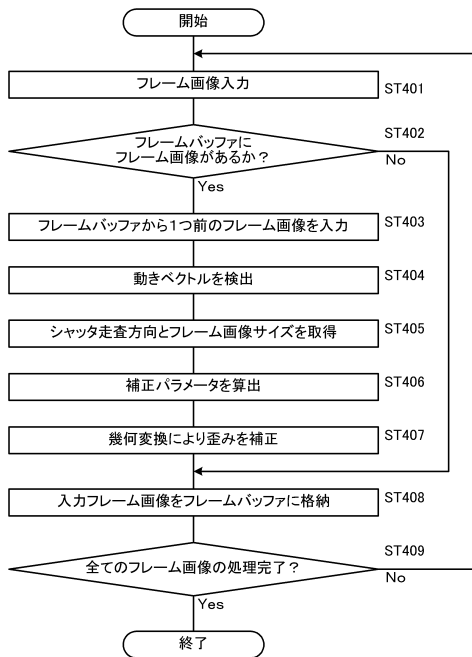 開始
フレーム画像入力
ST401
フレームバッファに
フレーム画像があるか？
ST402
No
Yes
フレームバッファから１つ前のフレーム画像を入力
ST403
動きベクトルを検出
ST404
シャッタ走査方向とフレーム画像サイズを取得
ST405
補正パラメータを算出
ST406
幾何変換により歪みを補正
ST407
入力フレーム画像をフレームバッファに格納
ST408
全てのフレーム画像の処理完了？
ST409
No
Yes
終了